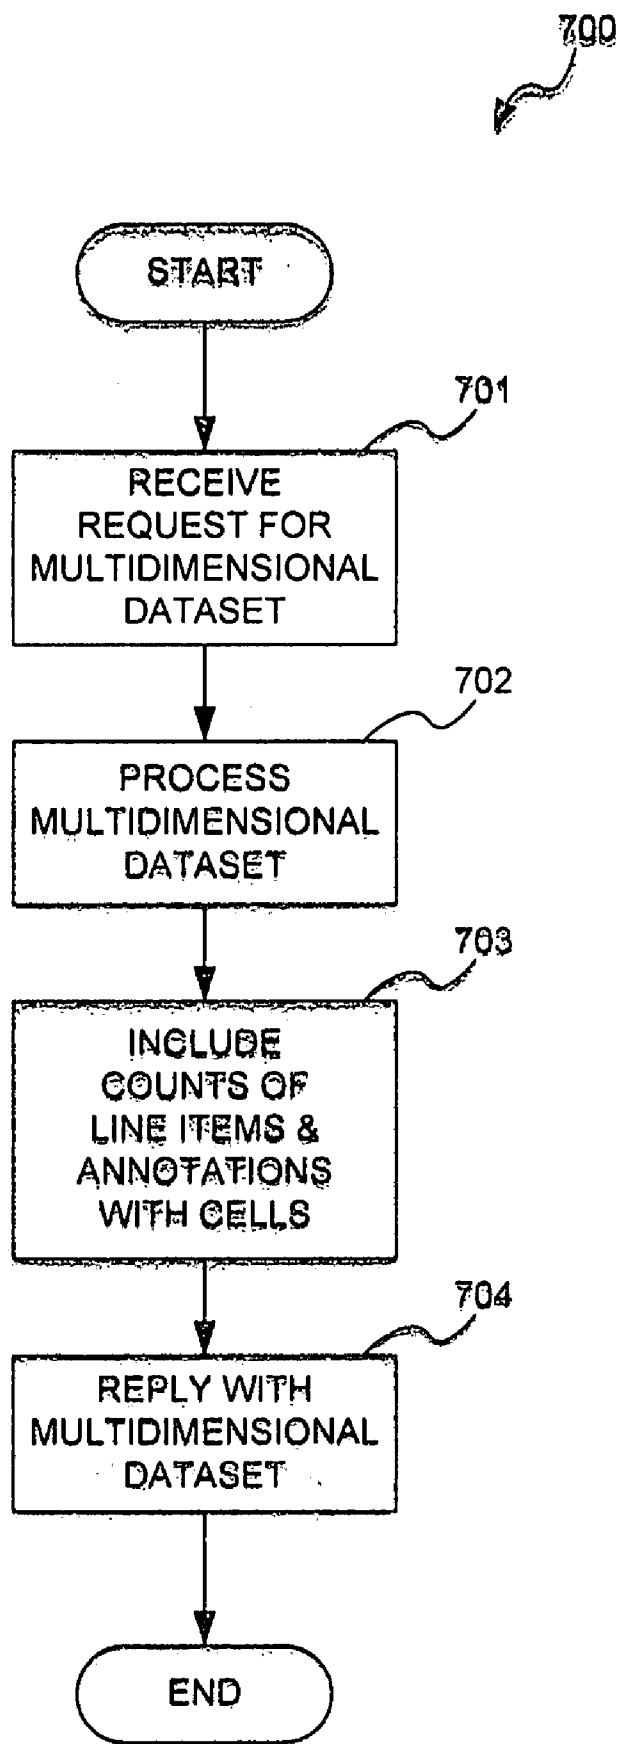 700
START
701
RECEIVE
REQUEST FOR
MULTIDIMENSIONAL
DATASET
702
PROCESS
MULTIDIMENSIONAL
DATASET
703
INCLUDE
COUNTS OF
LINE ITEMS &
ANNOTATIONS
WITH CELLS
704
REPLY WITH
MULTIDIMENSIONAL
DATASET
END